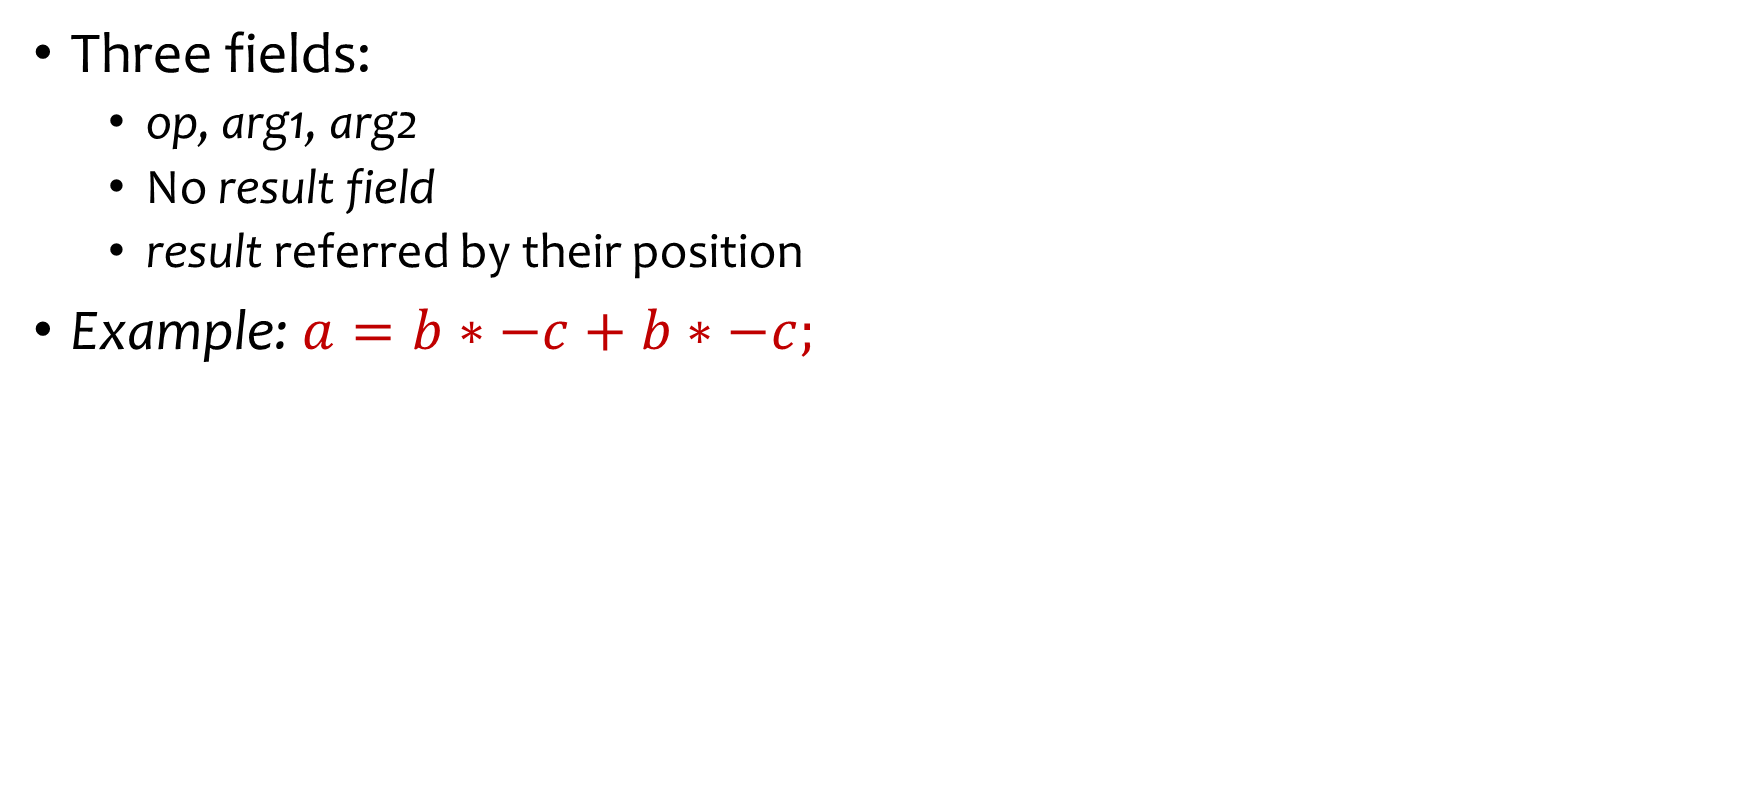 • Three fields:
• op, arg1, arg2
• No result field
• result referred by their position
• Example: a = b ∗ −c + b ∗ −c;